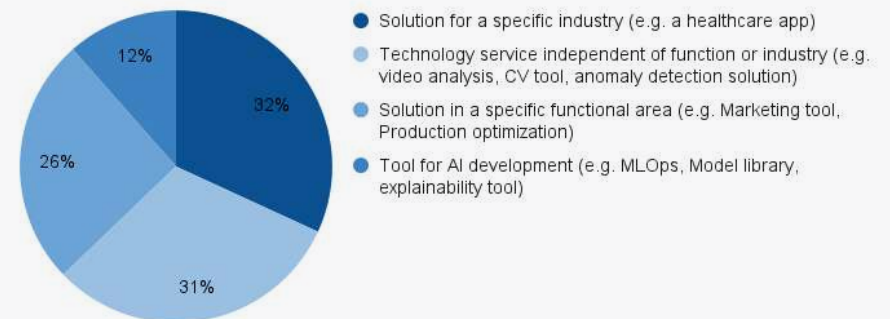 12%
32%
26%
31%
Solution for a specific industry (e.g. a healthcare app)
Technology service independent of function or industry (e.g.
video analysis, CV tool, anomaly detection solution)
Solution in a specific functional area (e.g. Marketing tool,
Production optimization)
Tool for AI development (e.g. MLOps, Model library,
explainability tool)